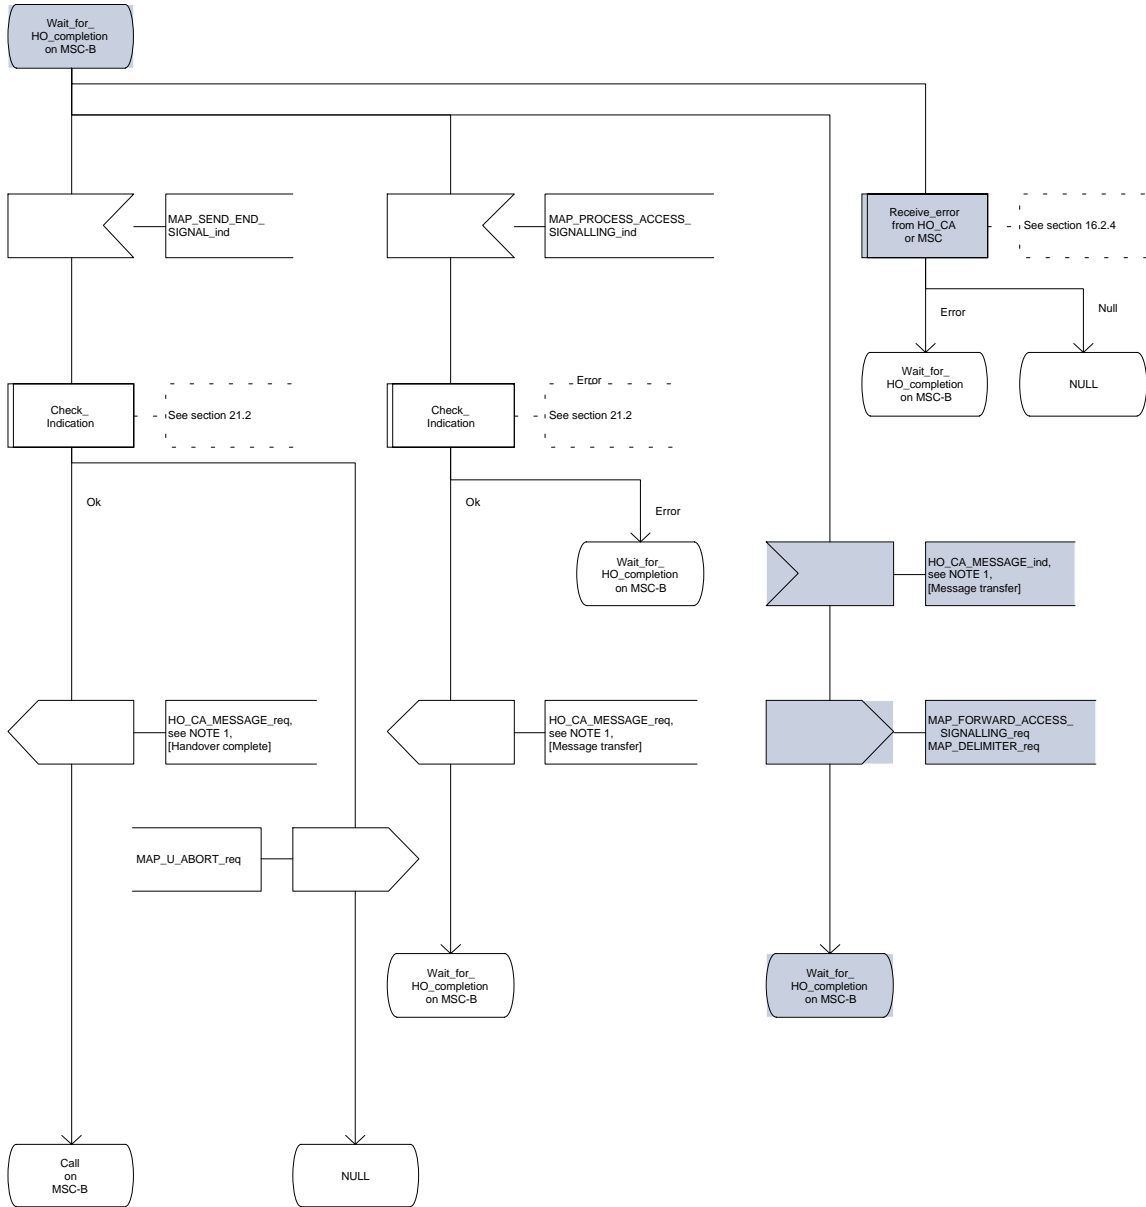 Wait_for_
HO_completion
on MSC-B
MAP_SEND_END_
SIGNAL_ind
MAP_PROCESS_ACCESS_
SIGNALLING_ind
Receive_error
from HO_CA
or MSC
See section 16.2.4
Error
Null
Wait_for_
HO_completion
on MSC-B
NULL
Check_
Indication
See section 21.2
Error
Check_
Indication
See section 21.2
Ok
Ok
Error
Wait_for_
HO_completion
on MSC-B
HO_CA_MESSAGE_ind,
see NOTE 1,
[Message transfer]
HO_CA_MESSAGE_req,
see NOTE 1,
[Handover complete]
HO_CA_MESSAGE_req,
see NOTE 1,
[Message transfer]
MAP_FORWARD_ACCESS_
SIGNALLING_req
MAP_DELIMITER_req
MAP_U_ABORT_req
Wait_for_
HO_completion
on MSC-B
Wait_for_
HO_completion
on MSC-B
Call
on
MSC-B
NULL